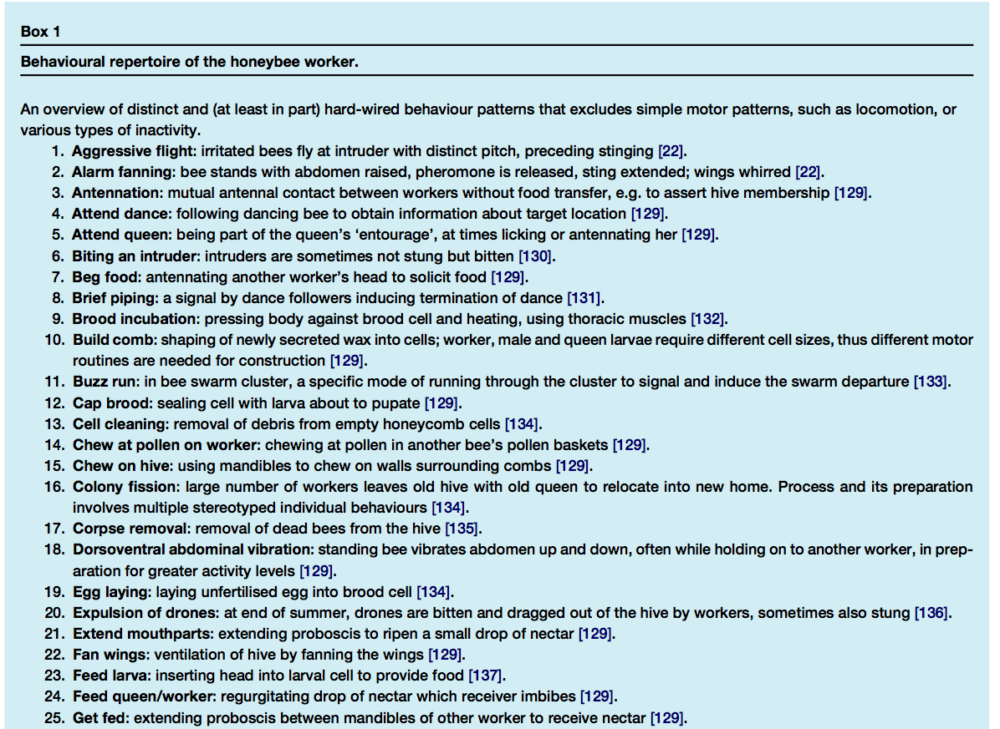 Box 1
Behavioural repertoire of the honeybee worker.
An overview of distinct and (at least in part) hard-wired behaviour patterns that excludes simple motor patterns, such as locomotion, or
various types of inactivity.
1. Aggressive flight: irritated bees fly at intruder with distinct pitch, preceding stinging [22].
2. Alarm fanning: bee stands with abdomen raised, pheromone is released, sting extended; wings whirred [22].
3. Antennation: mutual antennal contact between workers without food transfer, e.g. to assert hive membership [129].
4. Attend dance: following dancing bee to obtain information about target location [129].
5. Attend queen: being part of the queen's ‘entourage’, at times licking or antennating her [129].
6. Biting an intruder: intruders are sometimes not stung but bitten [130].
7. Beg food: antennating another worker's head to solicit food [129].
8. Brief piping: a signal by dance followers inducing termination of dance [131].
9. Brood incubation: pressing body against brood cell and heating, using thoracic muscles [132].
10. Build comb: shaping of newly secreted wax into cells; worker, male and queen larvae require different cell sizes, thus different motor
routines are needed for construction [129].
11. Buzz run: in bee swarm cluster, a specific mode of running through the cluster to signal and induce the swarm departure [133].
12. Cap brood: sealing cell with larva about to pupate [129].
13. Cell cleaning: removal of debris from empty honeycomb cells [134].
14. Chew at pollen on worker: chewing at pollen in another bee's pollen baskets [129].
15. Chew on hive: using mandibles to chew on walls surrounding combs [129].
16. Colony fission: large number of workers leaves old hive with old queen to relocate into new home. Process and its preparation
involves multiple stereotyped individual behaviours [134].
17. Corpse removal: removal of dead bees from the hive [135].
18. Dorsoventral abdominal vibration: standing bee vibrates abdomen up and down, often while holding on to another worker, in prep-
aration for greater activity levels [129].
19. Egg laying: laying unfertilised egg into brood cell [134].
20. Expulsion of drones: at end of summer, drones are bitten and dragged out of the hive by workers, sometimes also stung [136].
21. Extend mouthparts: extending proboscis to ripen a small drop of nectar [129].
22. Fan wings: ventilation of hive by fanning the wings [129].
23. Feed larva: inserting head into larval cell to provide food [137].
24. Feed queen/worker: regurgitating drop of nectar which receiver imbibes [129].
25. Get fed: extending proboscis between mandibles of other worker to receive nectar [129].